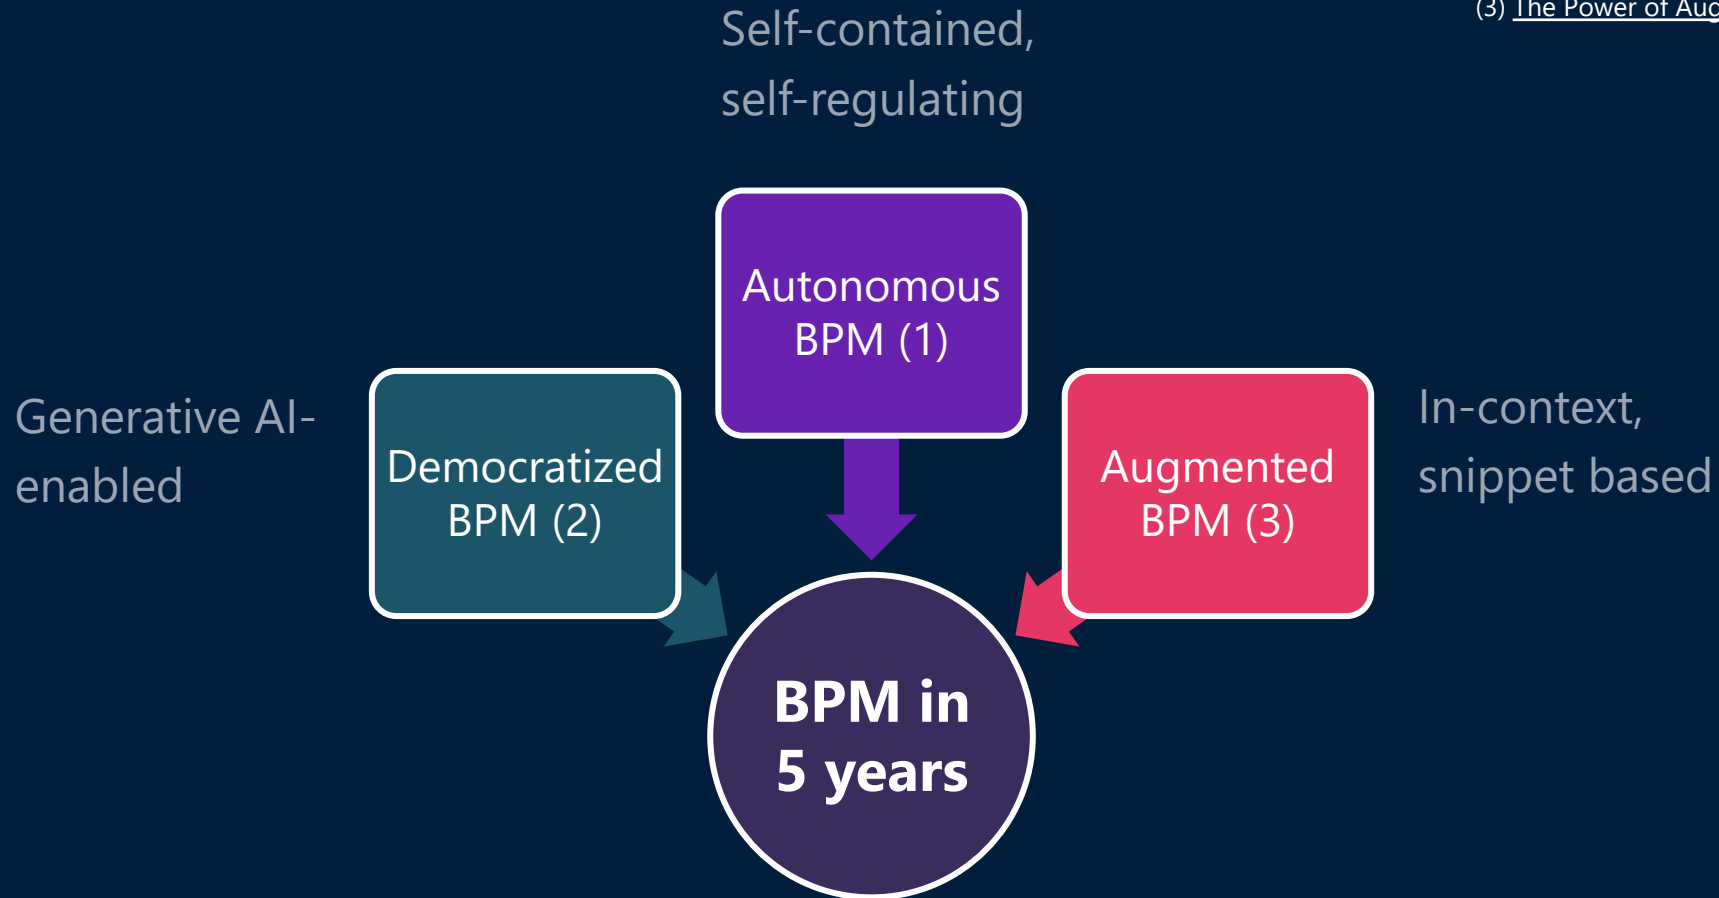 (3) The Power of Aug
Self-contained,
self-regulating
Autonomous
BPM (1)
Generative AI-
enabled
Democratized
BPM (2)
Augmented
BPM (3)
In-context,
snippet based
BPM in
5 years